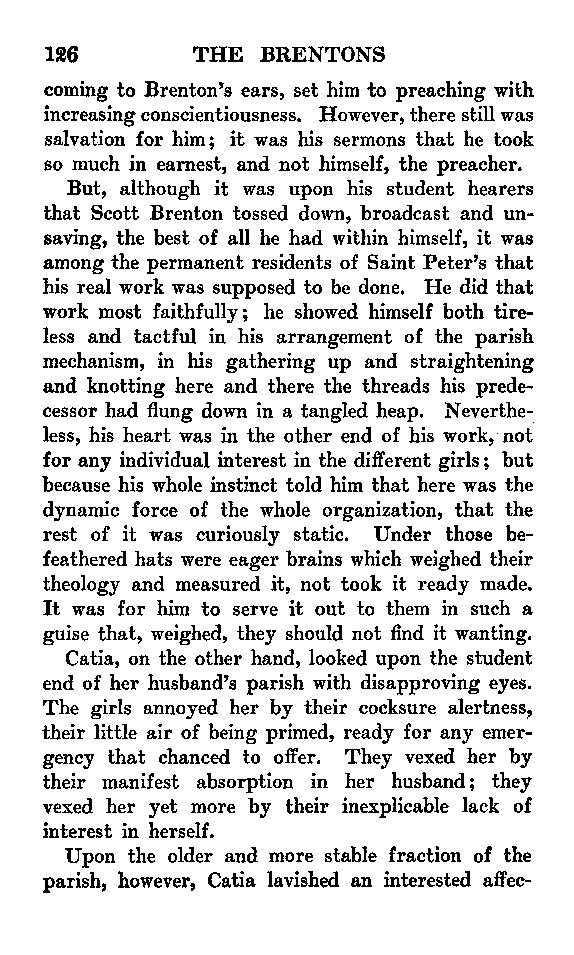 126 THE BRENTONS
coming to Brenton's ears, set him to preaching with
increasing conscientiousness. However, there still was
salvation for him; it was his sermons that he took
so much in earnest, and not himself, the preacher.
But, although it was upon his student hearers
that Scott Brenton tossed down, broadcast and un-
saving, the best of all he had within himself, it was
among the permanent residents of Saint Peter's that
his real work was supposed to be done. He did that
work most faithfully; he showed himself both tire-
less and tactful in his arrangement of the parish
mechanism, in his gathering up and straightening
and knotting here and there the threads his prede-
cessor had flung down in a tangled heap. Neverthe-
less, his heart was in the other end of his work, not
for any individual interest in the different girls; but
because his whole instinct told him that here was the
dynamic force of the whole organization, that the
rest of it was curiously static. Under those be-
feathered hats were eager brains which weighed their
theology and measured it, not took it ready made.
It was for him to serve it out to them in such a
guise that, weighed, they should not find it wanting.
Catia, on the other hand, looked upon the student
end of her husband's parish with disapproving eyes.
The girls annoyed her by their cocksure alertness,
their little air of being primed, ready for any emer-
gency that chanced to offer. They vexed her by
their manifest absorption in her husband; they
vexed her yet more by their inexplicable lack of
interest in herself.
Upon the older and more stable fraction of the
parish, however, Catia lavished an interested affec-